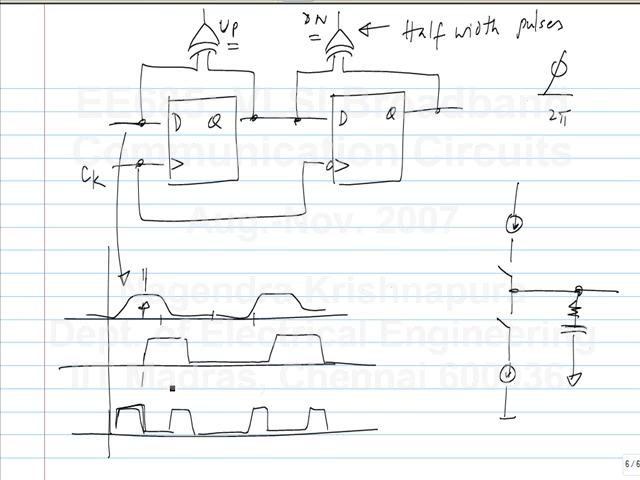 UP
DN
Half width pulses
D
Q
D
Q
CK
φ
2π
EE685 VLSI Broadband
Communication Circuits
Aug.-Nov. 2007
Nagendra Krishnapura
Dept. of Electrical Engineering
IIT Madras, Chennai 600036
6 / 6